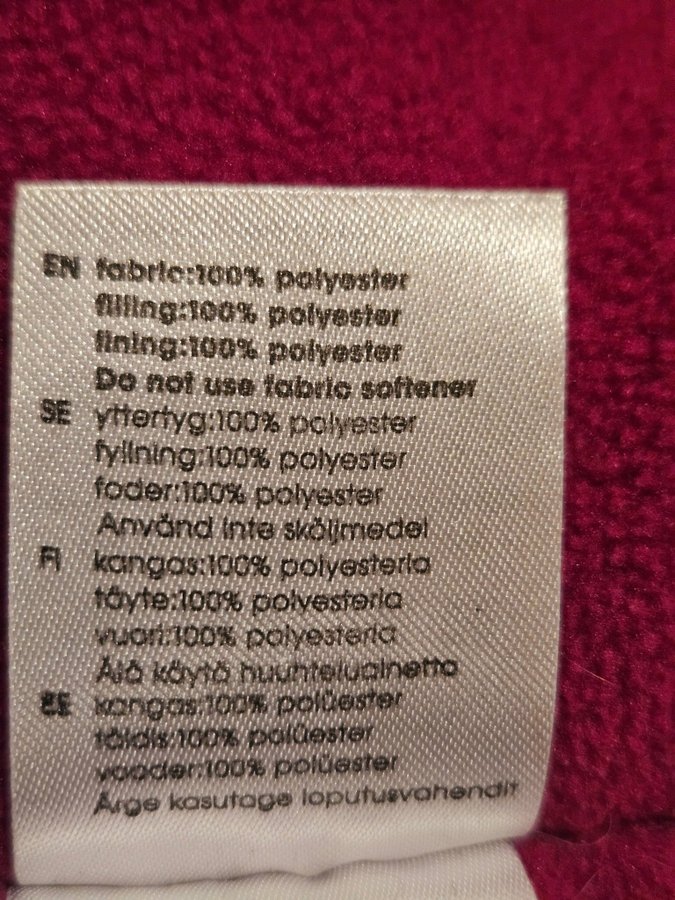 EN fabric:100% polyester
filling:100% polyester
lining:100% polyester
Do not use fabric softener
SE yttertyg:100% polyester
fyllning:100% polyester
foder:100% polyester
Använd inte sköljmedel
FI kangas:100% polyesteria
täyte:100% polyesteria
vuori:100% polyesteria
Älä käytä huuhteluainetta
EE kangas:100% polüester
täidis:100% polüester
vooder:100% polüester
Ärge kasutage loputusvahendit